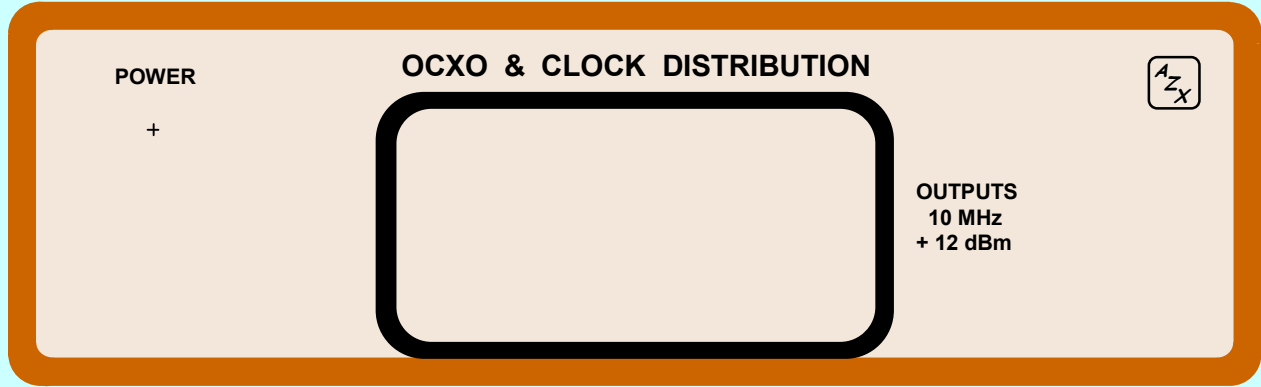 OCXO & CLOCK DISTRIBUTION
POWER
+
OUTPUTS
10 MHz
+ 12 dBm
AZX